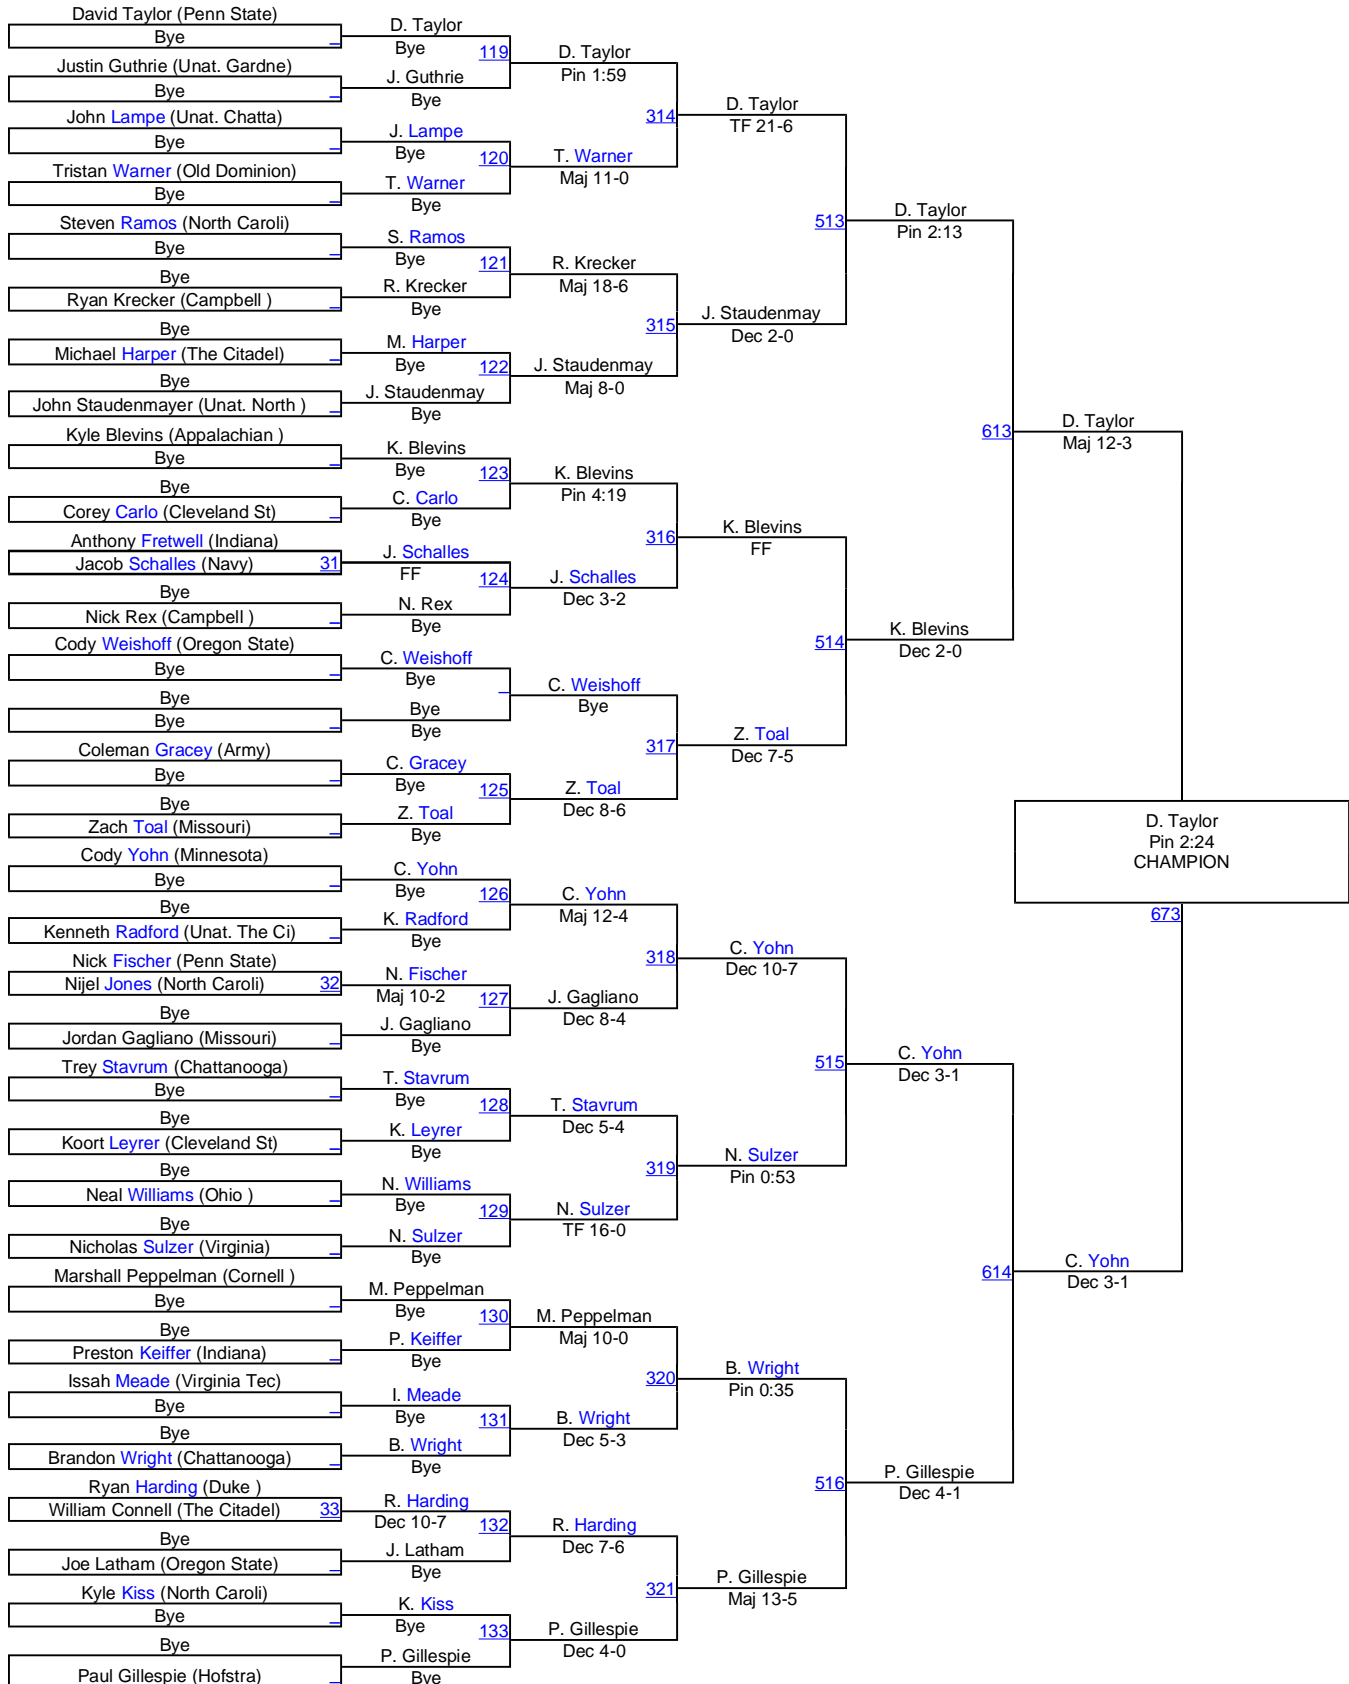 David Taylor (Penn State)
Bye
D. Taylor
Bye
119
Justin Guthrie (Unat. Gardne)
Bye
J. Guthrie
Bye
D. Taylor
Pin 1:59
John Lampe (Unat. Chatta)
Bye
J. Lampe
Bye
120
Tristan Warner (Old Dominion)
Bye
T. Warner
Bye
T. Warner
Maj 11-0
314
D. Taylor
TF 21-6
Steven Ramos (North Caroli)
Bye
S. Ramos
Bye
121
Bye
Ryan Krecker (Campbell )
R. Krecker
Bye
R. Krecker
Maj 18-6
Bye
Michael Harper (The Citadel)
M. Harper
Bye
122
Bye
John Staudenmayer (Unat. North )
J. Staudenmay
Bye
J. Staudenmay
Maj 8-0
315
J. Staudenmay
Dec 2-0
513
D. Taylor
Pin 2:13
Kyle Blevins (Appalachian )
Bye
K. Blevins
Bye
123
Bye
Corey Carlo (Cleveland St)
C. Carlo
Bye
K. Blevins
Pin 4:19
Anthony Fretwell (Indiana)
Jacob Schalles (Navy)
31
J. Schalles
FF
124
Bye
Nick Rex (Campbell )
N. Rex
Bye
J. Schalles
Dec 3-2
316
K. Blevins
FF
Cody Weishoff (Oregon State)
Bye
C. Weishoff
Bye
Bye
Bye
Bye
Bye
C. Weishoff
Bye
Coleman Gracey (Army)
Bye
C. Gracey
Bye
125
Bye
Zach Toal (Missouri)
Z. Toal
Bye
Z. Toal
Dec 8-6
317
Z. Toal
Dec 7-5
514
K. Blevins
Dec 2-0
613
D. Taylor
Maj 12-3
Cody Yohn (Minnesota)
Bye
C. Yohn
Bye
126
Bye
Kenneth Radford (Unat. The Ci)
K. Radford
Bye
C. Yohn
Maj 12-4
Nick Fischer (Penn State)
Nijel Jones (North Caroli)
32
N. Fischer
Maj 10-2
127
Bye
Jordan Gagliano (Missouri)
J. Gagliano
Bye
J. Gagliano
Dec 8-4
318
C. Yohn
Dec 10-7
Trey Stavrum (Chattanooga)
Bye
T. Stavrum
Bye
128
Bye
Koort Leyrer (Cleveland St)
K. Leyrer
Bye
T. Stavrum
Dec 5-4
Bye
Neal Williams (Ohio )
N. Williams
Bye
129
Bye
Nicholas Sulzer (Virginia)
N. Sulzer
Bye
N. Sulzer
TF 16-0
319
N. Sulzer
Pin 0:53
515
C. Yohn
Dec 3-1
Marshall Peppelman (Cornell )
Bye
M. Peppelman
Bye
130
Bye
Preston Keiffer (Indiana)
P. Keiffer
Bye
M. Peppelman
Maj 10-0
Issah Meade (Virginia Tec)
Bye
I. Meade
Bye
131
Bye
Brandon Wright (Chattanooga)
B. Wright
Bye
B. Wright
Dec 5-3
320
B. Wright
Pin 0:35
Ryan Harding (Duke )
William Connell (The Citadel)
33
R. Harding
Dec 10-7
132
Bye
Joe Latham (Oregon State)
J. Latham
Bye
R. Harding
Dec 7-6
Kyle Kiss (North Caroli)
Bye
K. Kiss
Bye
133
Bye
Paul Gillespie (Hofstra)
P. Gillespie
Bye
P. Gillespie
Dec 4-0
321
P. Gillespie
Maj 13-5
516
P. Gillespie
Dec 4-1
614
C. Yohn
Dec 3-1
D. Taylor
Pin 2:24
CHAMPION
673